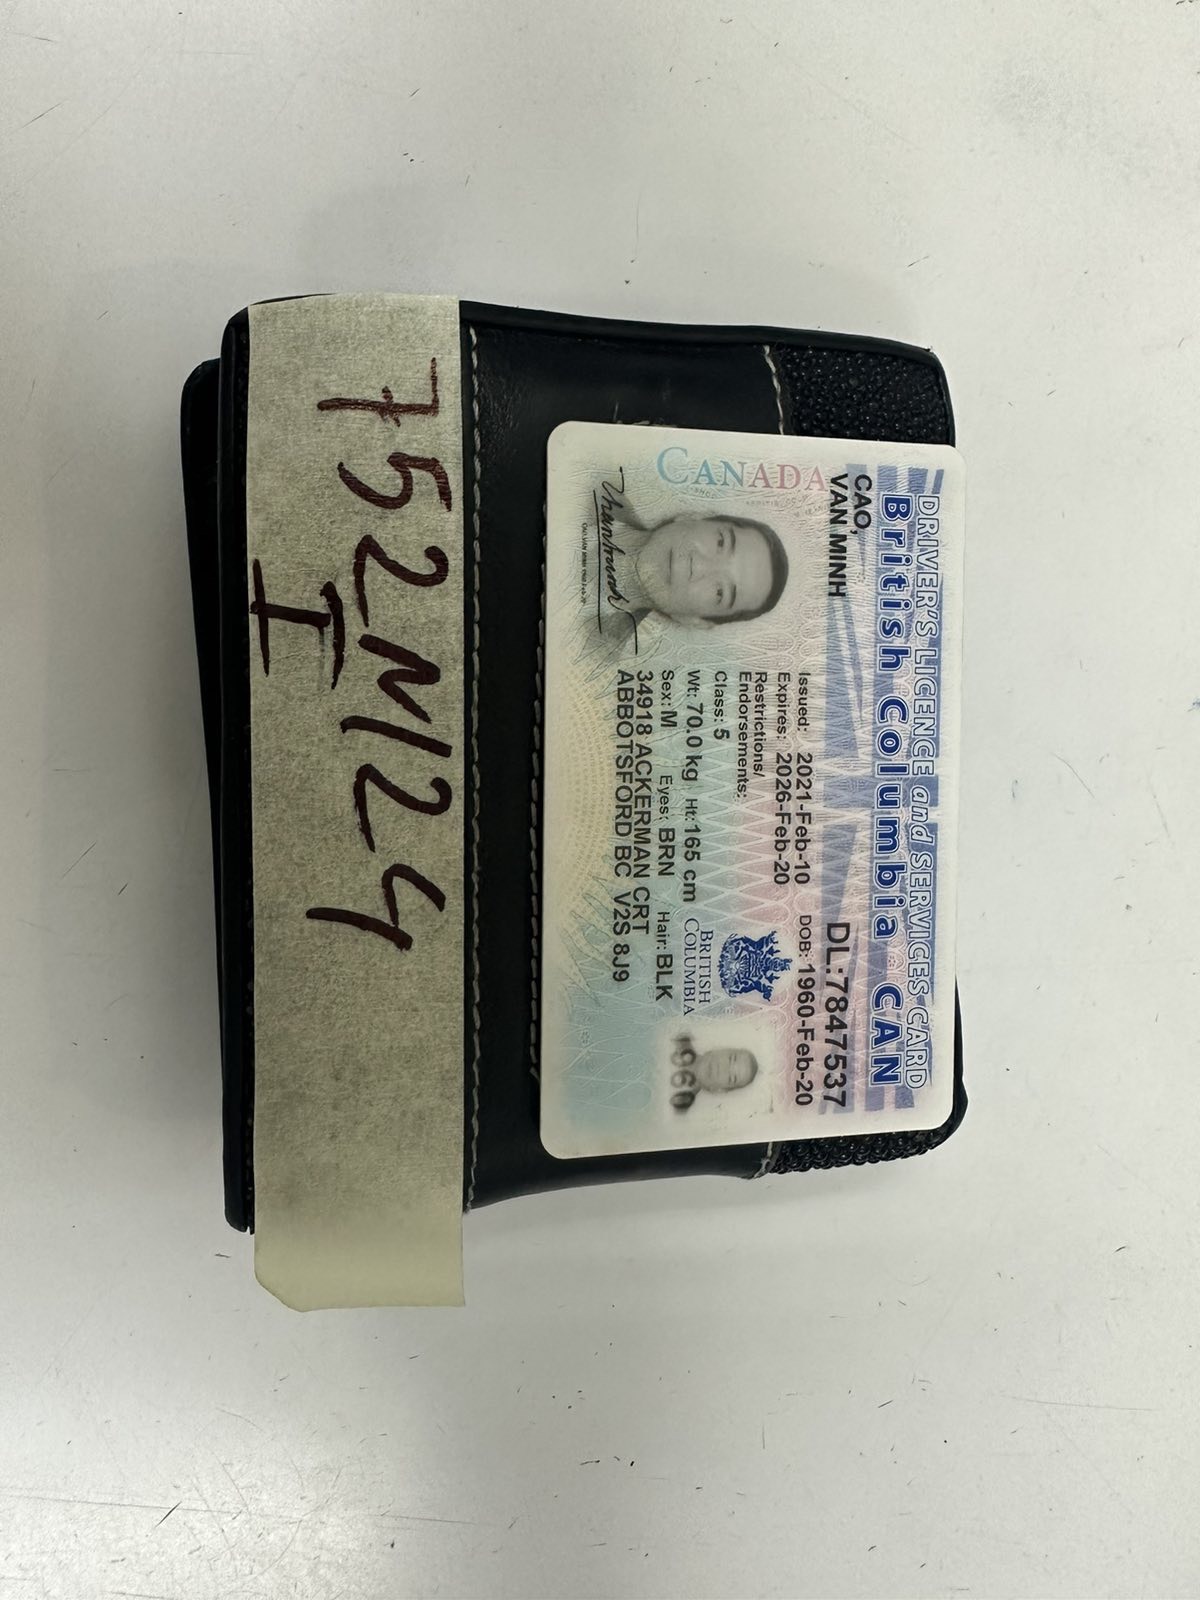 752N124
I
DRIVER'S LICENCE and SERVICES CARD
British Columbia CAN
CANADA
CAO,
VAN MINH
DL:7847537
Issued: 2021-Feb-10
DOB: 1960-Feb-20
Expires: 2026-Feb-20
Restrictions/
Endorsements:
Class: 5
Wt: 70.0 kg Ht: 165 cm
Sex: M Eyes: BRN Hair: BLK
34918 ACKERMAN CRT
ABBOTSFORD BC V2S 8J9
BRITISH
COLUMBIA
1960